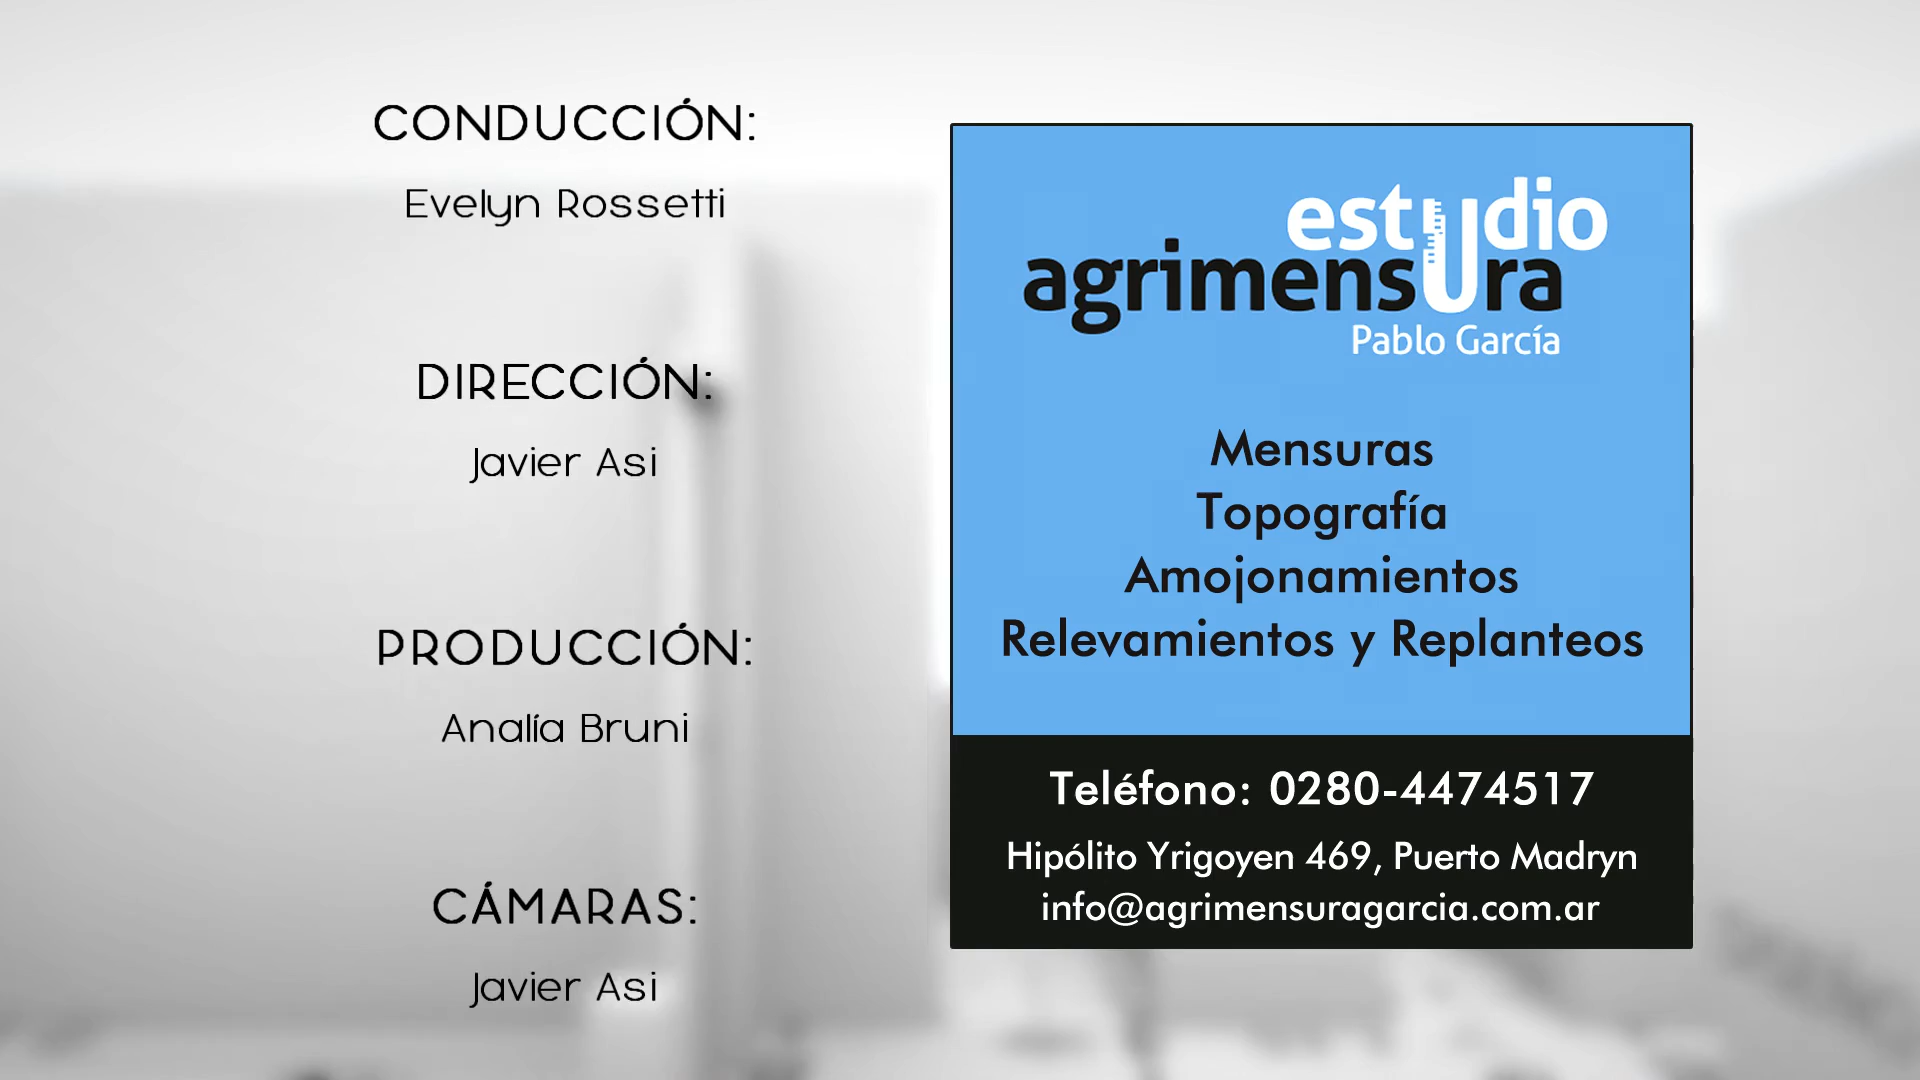 CONDUCCIÓN:
Evelyn Rossetti
DIRECCIÓN:
Javier Asi
PRODUCCIÓN:
Analía Bruni
CÁMARAS:
Javier Asi
estudio
agrimensura
Pablo García
Mensuras
Topografía
Amojonamientos
Relevamientos y Replanteos
Teléfono: 0280-4474517
Hipólito Yrigoyen 469, Puerto Madryn
info@agrimensuragarcia.com.ar